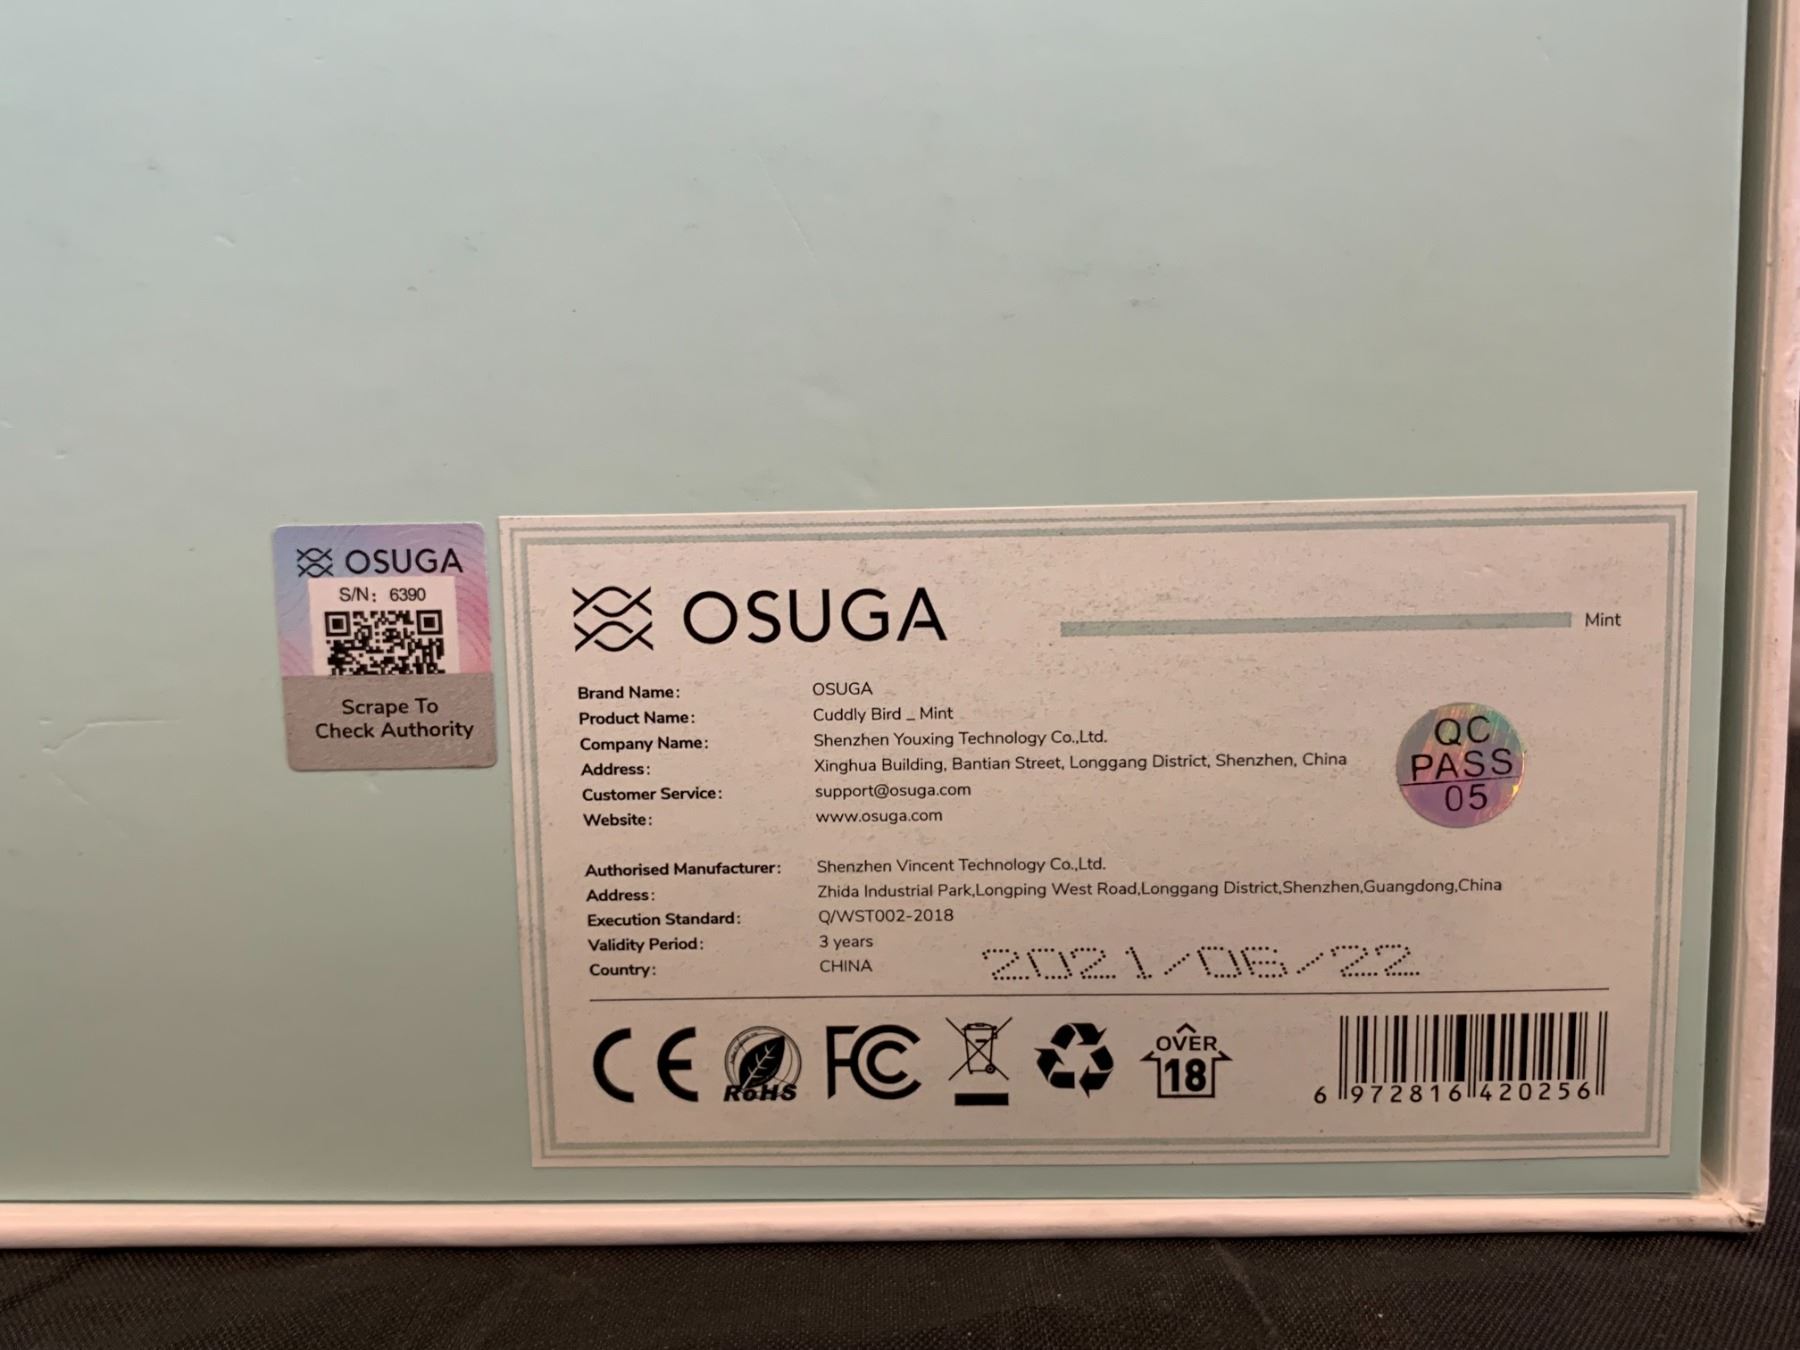 OSUGA
S/N: 6390
Scrape To
Check Authority
OSUGA
Mint
Brand Name: OSUGA
Product Name: Cuddly Bird _ Mint
Company Name: Shenzhen Youxing Technology Co.,Ltd.
Address: Xinghua Building, Bantian Street, Longgang District, Shenzhen, China
Customer Service: support@osuga.com
Website: www.osuga.com
QC
PASS
05
Authorised Manufacturer: Shenzhen Vincent Technology Co.,Ltd.
Address: Zhida Industrial Park,Longping West Road,Longgang District,Shenzhen,Guangdong,China
Execution Standard: Q/WST002-2018
Validity Period: 3 years
Country: CHINA
2021/06/22
CE
RoHS
FC
OVER
18
6 972816 420256